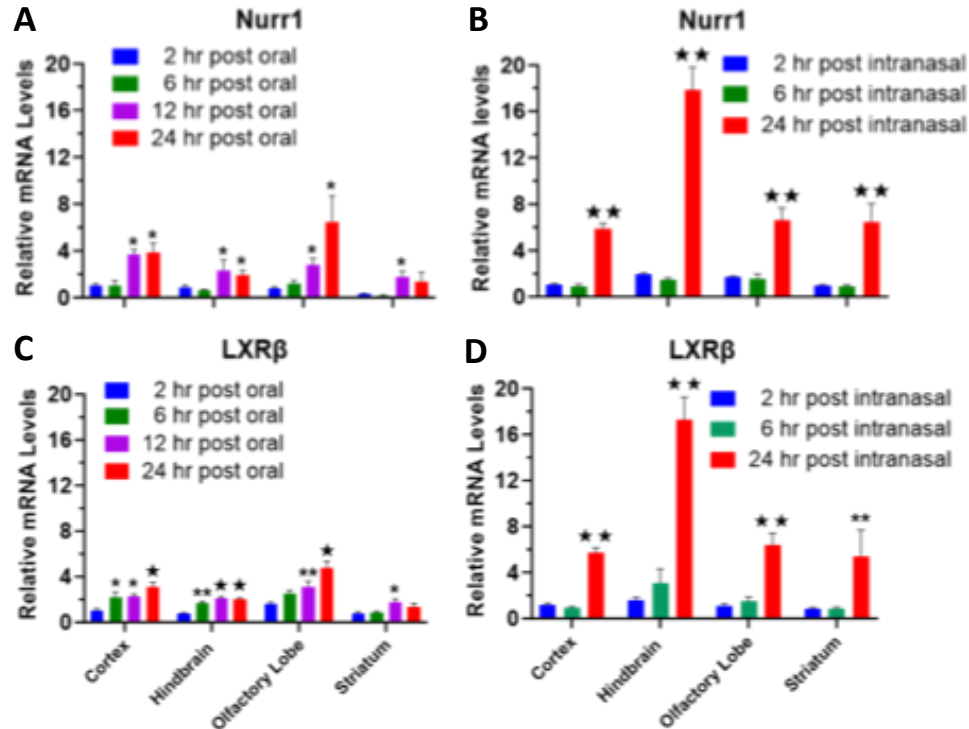 A
Nurr1
Relative mRNA Levels
20
16
12
8
4
0
2 hr post oral
6 hr post oral
12 hr post oral
24 hr post oral
* * * * * * *
B
Nurr1
Relative mRNA levels
20
16
12
8
4
0
2 hr post intranasal
6 hr post intranasal
24 hr post intranasal
★★ ★★ ★★ ★★
C
LXRβ
Relative mRNA Levels
20
16
12
8
4
0
2 hr post oral
6 hr post oral
12 hr post oral
24 hr post oral
* * ★ ** ★ ★ ** ★ *
Cortex
Hindbrain
Olfactory Lobe
Striatum
D
LXRβ
Relative mRNA Levels
20
16
12
8
4
0
2 hr post intranasal
6 hr post intranasal
24 hr post intranasal
★★ ★★ ★★ **
Cortex
Hindbrain
Olfactory Lobe
Striatum